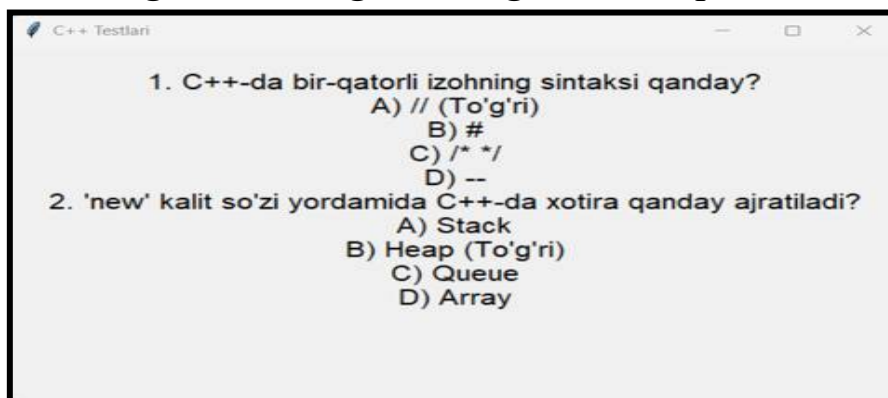 C++ Testlari
1. C++-da bir-qatorli izohning sintaksi qanday?
A) // (To'g'ri)
B) #
C) /* */
D) --
2. 'new' kalit so'zi yordamida C++-da xotira qanday ajratiladi?
A) Stack
B) Heap (To'g'ri)
C) Queue
D) Array